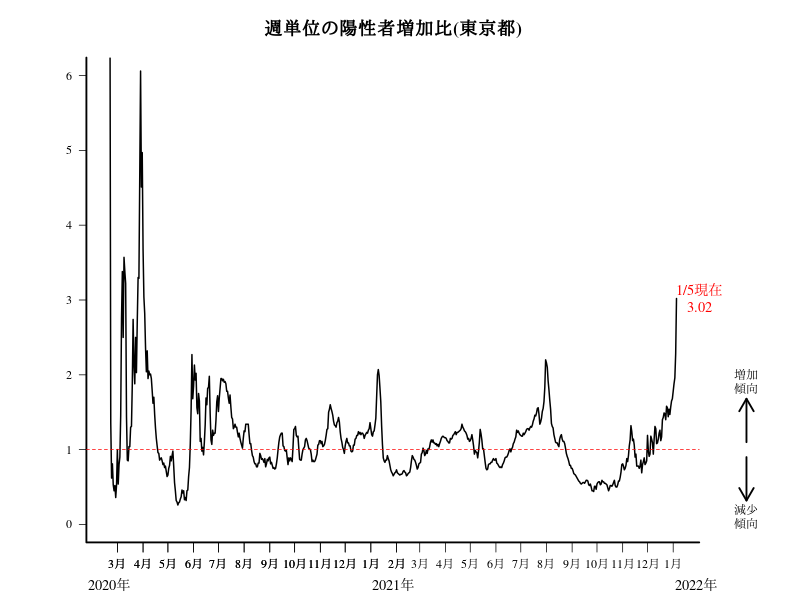 週単位の陽性者増加比(東京都)
6
5
4
3
2
1
0
1/5現在
3.02
増加
傾向
減少
傾向
3月 4月 5月 6月 7月 8月 9月 10月 11月 12月 1月 2月 3月 4月 5月 6月 7月 8月 9月 10月 11月 12月 1月
2020年 2021年 2022年